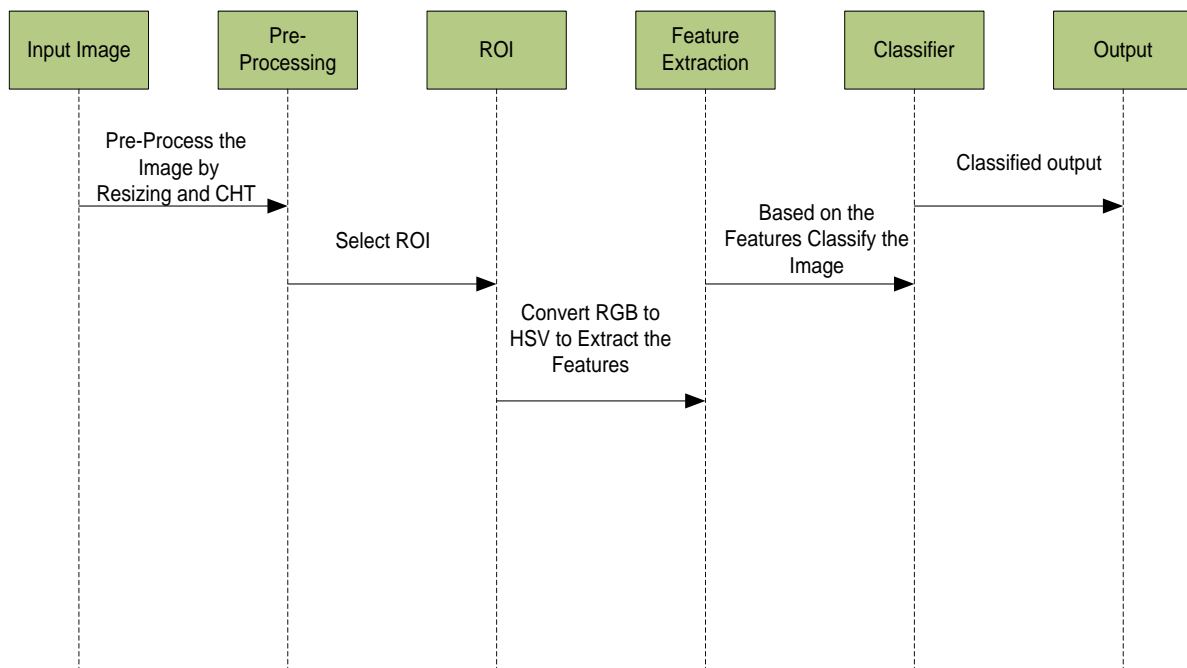 Input Image
Pre-
Processing
ROI
Feature
Extraction
Classifier
Output
Pre-Process the
Image by
Resizing and CHT
Select ROI
Convert RGB to
HSV to Extract the
Features
Based on the
Features Classify the
Image
Classified output